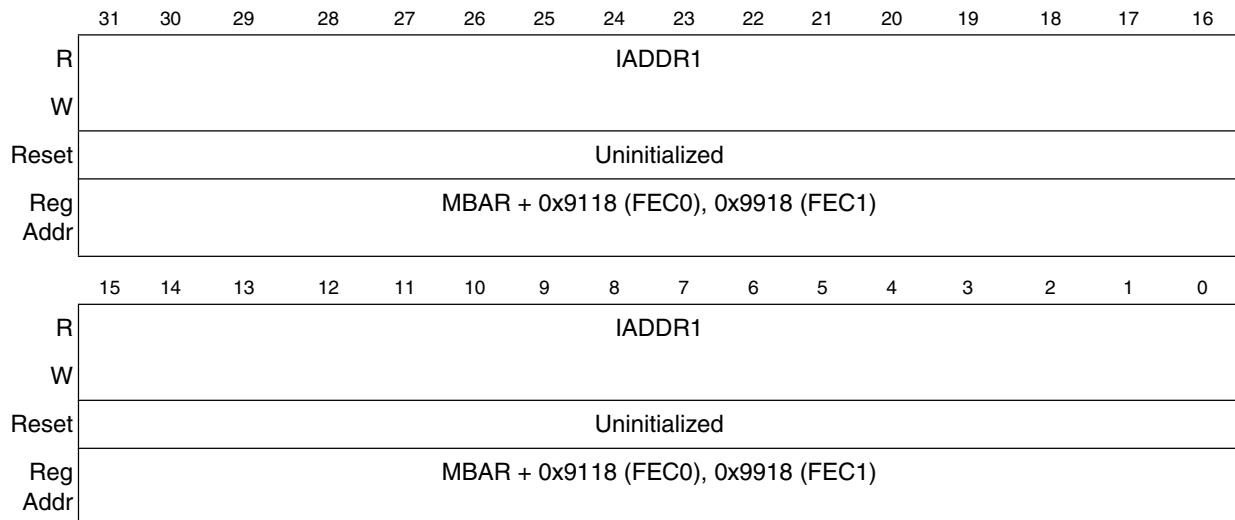 31 30 29 28 27 26 25 24 23 22 21 20 19 18 17 16
R IADDR1
W
Reset Uninitialized
Reg MBAR + 0x9118 (FEC0), 0x9918 (FEC1)
Addr
15 14 13 12 11 10 9 8 7 6 5 4 3 2 1 0
R IADDR1
W
Reset Uninitialized
Reg MBAR + 0x9118 (FEC0), 0x9918 (FEC1)
Addr